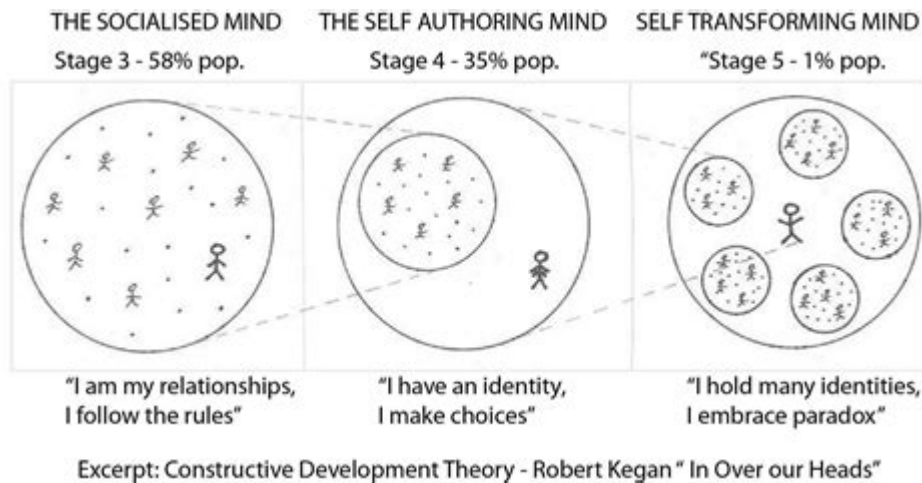 THE SOCIALISED MIND
Stage 3 - 58% pop.
THE SELF AUTHORING MIND
Stage 4 - 35% pop.
SELF TRANSFORMING MIND
“Stage 5 - 1% pop.
“I am my relationships,
I follow the rules”
“I have an identity,
I make choices”
“I hold many identities,
I embrace paradox”
Excerpt: Constructive Development Theory - Robert Kegan “ In Over our Heads”